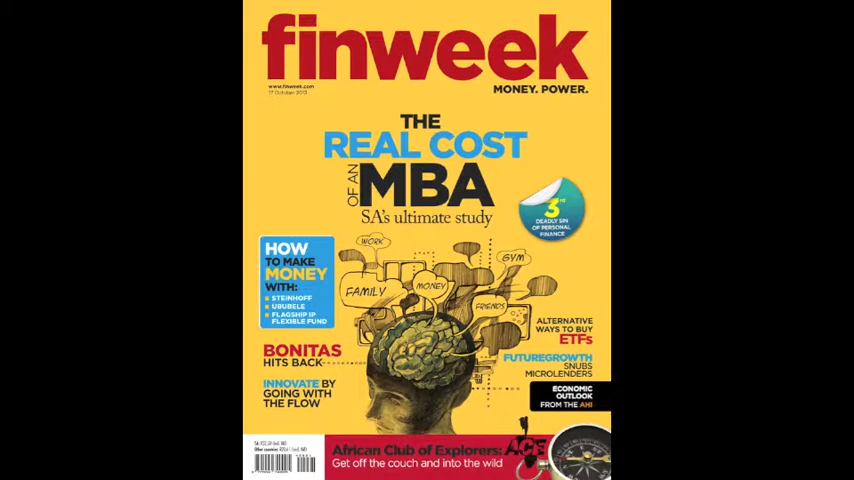 finweek
www.finweek.com
17 October 2013
MONEY. POWER.
THE
REAL COST
OF AN
MBA
SA's ultimate study
3RD
DEADLY SIN
OF PERSONAL
FINANCE
HOW
TO MAKE
MONEY
WITH:
STEINHOFF
UBUBELE
FLAGSHIP IP
FLEXIBLE FUND
WORK
GYM
FAMILY
MONEY
FRIENDS
ALTERNATIVE
WAYS TO BUY
ETFs
BONITAS
HITS BACK
FUTUREGROWTH
SNUBS
MICROLENDERS
INNOVATE BY
GOING WITH
THE FLOW
ECONOMIC
OUTLOOK
FROM THE AHI
African Club of Explorers: ACE
Get off the couch and into the wild